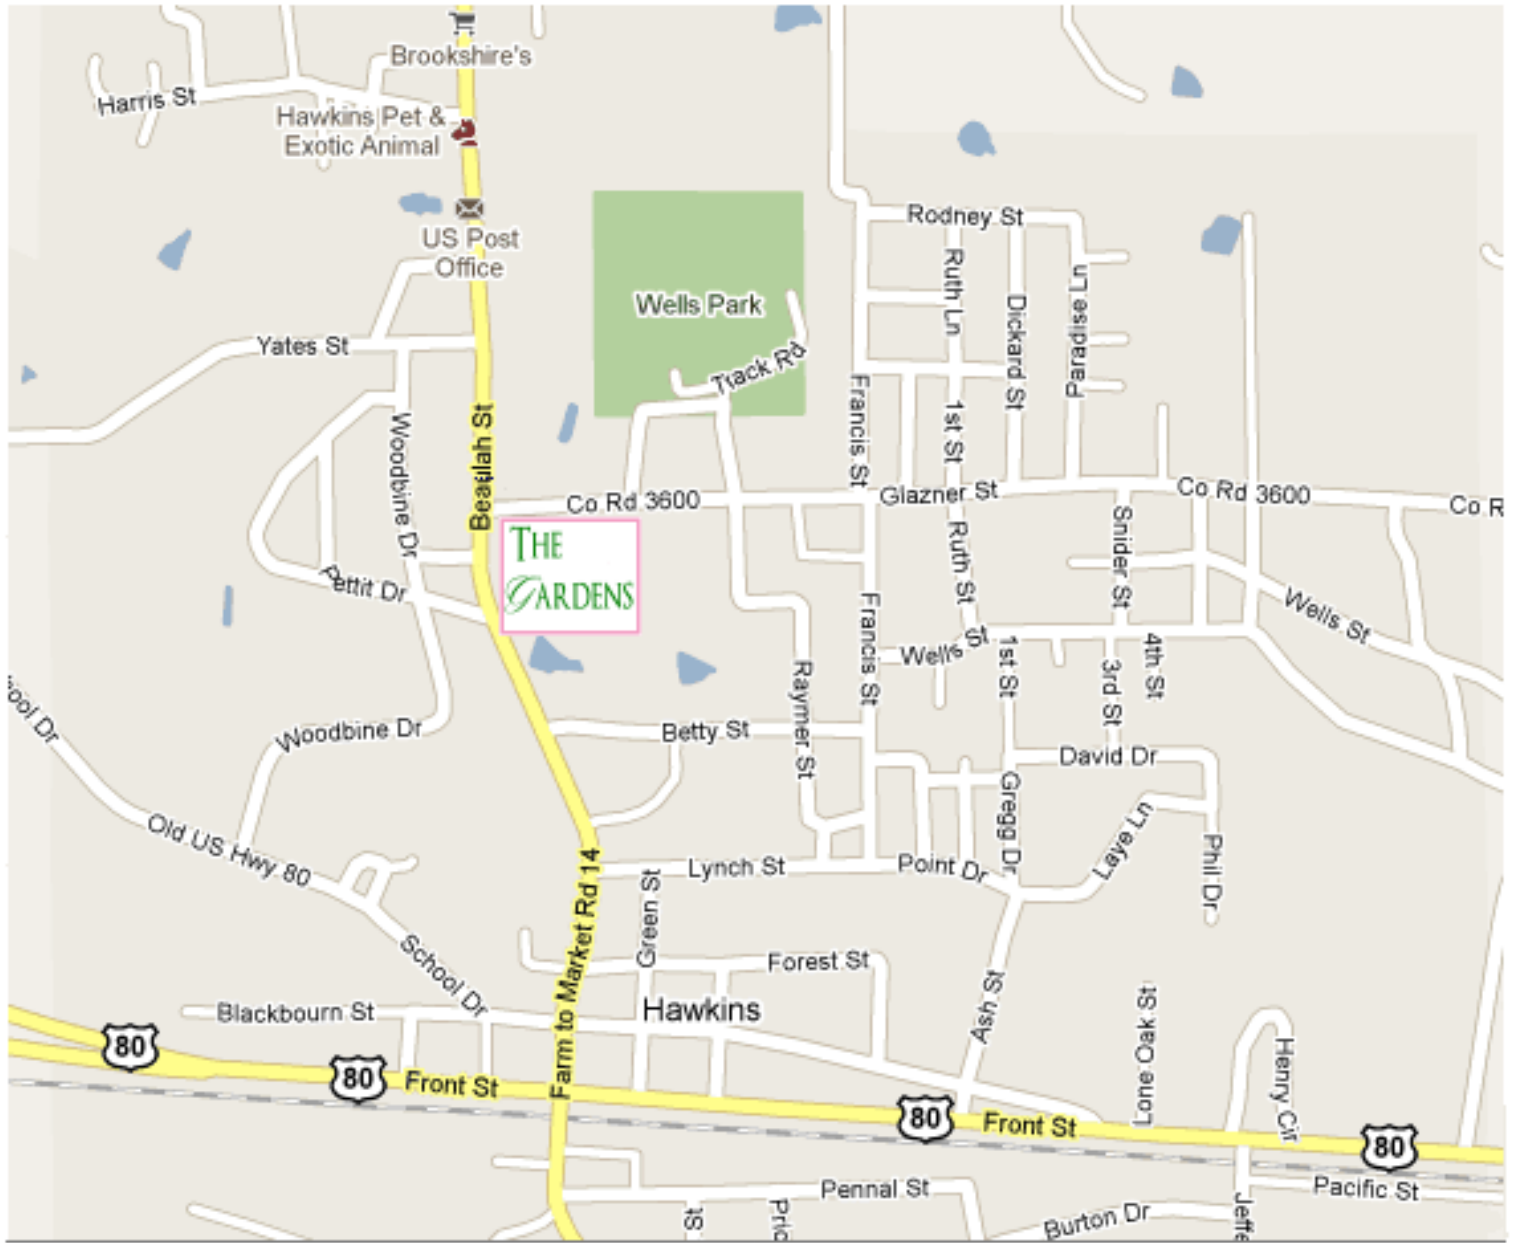 Brookshire's
Harris St
Hawkins Pet &
Exotic Animal
US Post
Office
Rodney St
Wells Park
Ruth Ln
Dickard St
Paradise Ln
Yates St
Track Rd
Francis St
1st St
Woodbine Dr
Beaulah St
Co Rd 3600
Glazner St
Co Rd 3600
Co R
THE
GARDENS
Snider St
Ruth St
Pettit Dr
Francis St
Wells St
Wells St
1st St
3rd St
4th St
Raymer St
ool Dr
Woodbine Dr
Betty St
David Dr
Gregg Dr
Laye Ln
Phil Dr
Old US Hwy 80
Lynch St
Point Dr
Green St
Farm to Market Rd 14
School Dr
Forest St
Blackbourn St
Hawkins
Ash St
Lone Oak St
Henry Cir
80
80
Front St
80
Front St
80
Pennal St
Pacific St
St
Pric
Burton Dr
Jeffe